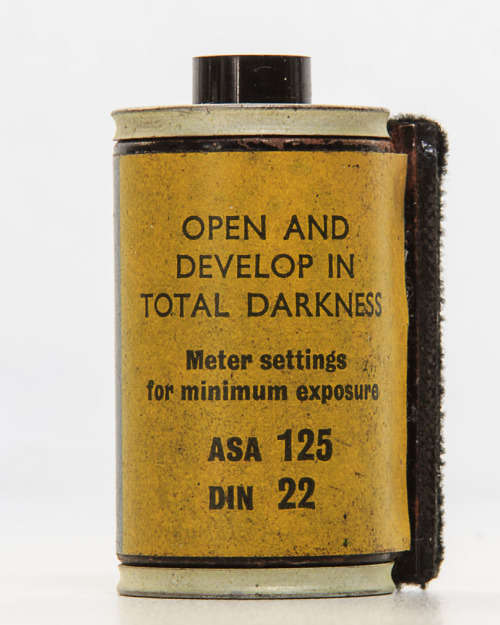 OPEN AND
DEVELOP IN
TOTAL DARKNESS
Meter settings
for minimum exposure
ASA 125
DIN 22